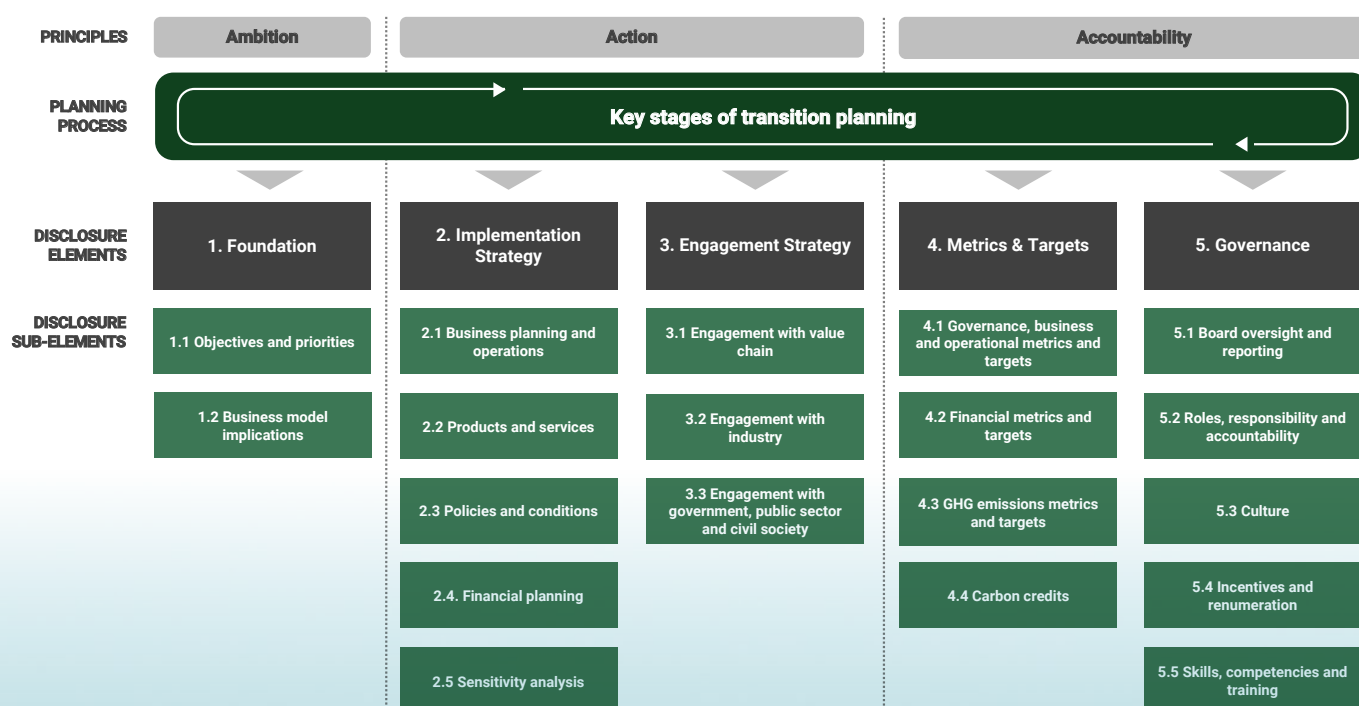 PRINCIPLES
Ambition
Action
Accountability
PLANNING
PROCESS
Key stages of transition planning
DISCLOSURE
ELEMENTS
1. Foundation
2. Implementation
Strategy
3. Engagement Strategy
4. Metrics & Targets
5. Governance
DISCLOSURE
SUB-ELEMENTS
1.1 Objectives and priorities
2.1 Business planning and
operations
3.1 Engagement with value
chain
4.1 Governance, business
and operational metrics and
targets
5.1 Board oversight and
reporting
1.2 Business model
implications
2.2 Products and services
3.2 Engagement with
industry
4.2 Financial metrics and
targets
5.2 Roles, responsibility and
accountability
2.3 Policies and conditions
3.3 Engagement with
government, public sector
and civil society
4.3 GHG emissions metrics
and targets
5.3 Culture
2.4. Financial planning
4.4 Carbon credits
5.4 Incentives and
renumeration
2.5 Sensitivity analysis
5.5 Skills, competencies and
training